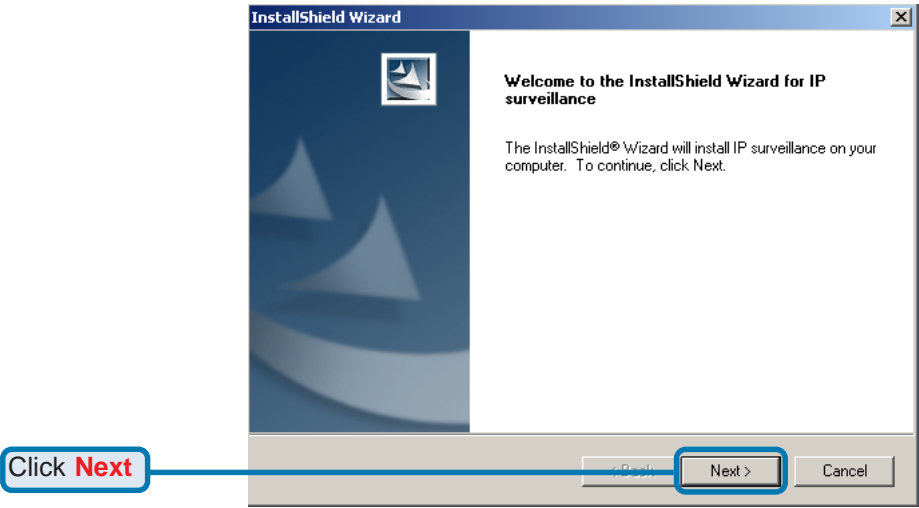 InstallShield Wizard
Welcome to the InstallShield Wizard for IP
surveillance
The InstallShield® Wizard will install IP surveillance on your
computer. To continue, click Next.
Click Next
< Back
Next >
Cancel